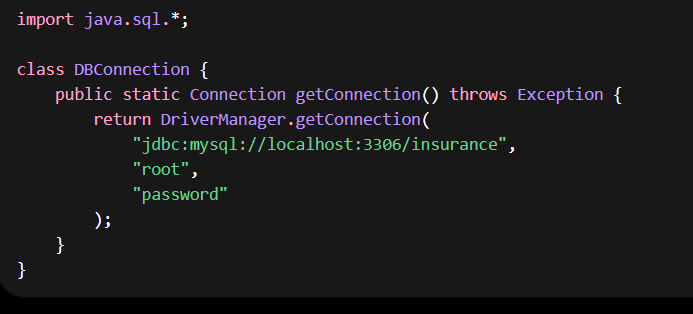 import java.sql.*;
class DBConnection {
    public static Connection getConnection() throws Exception {
        return DriverManager.getConnection(
            "jdbc:mysql://localhost:3306/insurance",
            "root",
            "password"
        );
    }
}